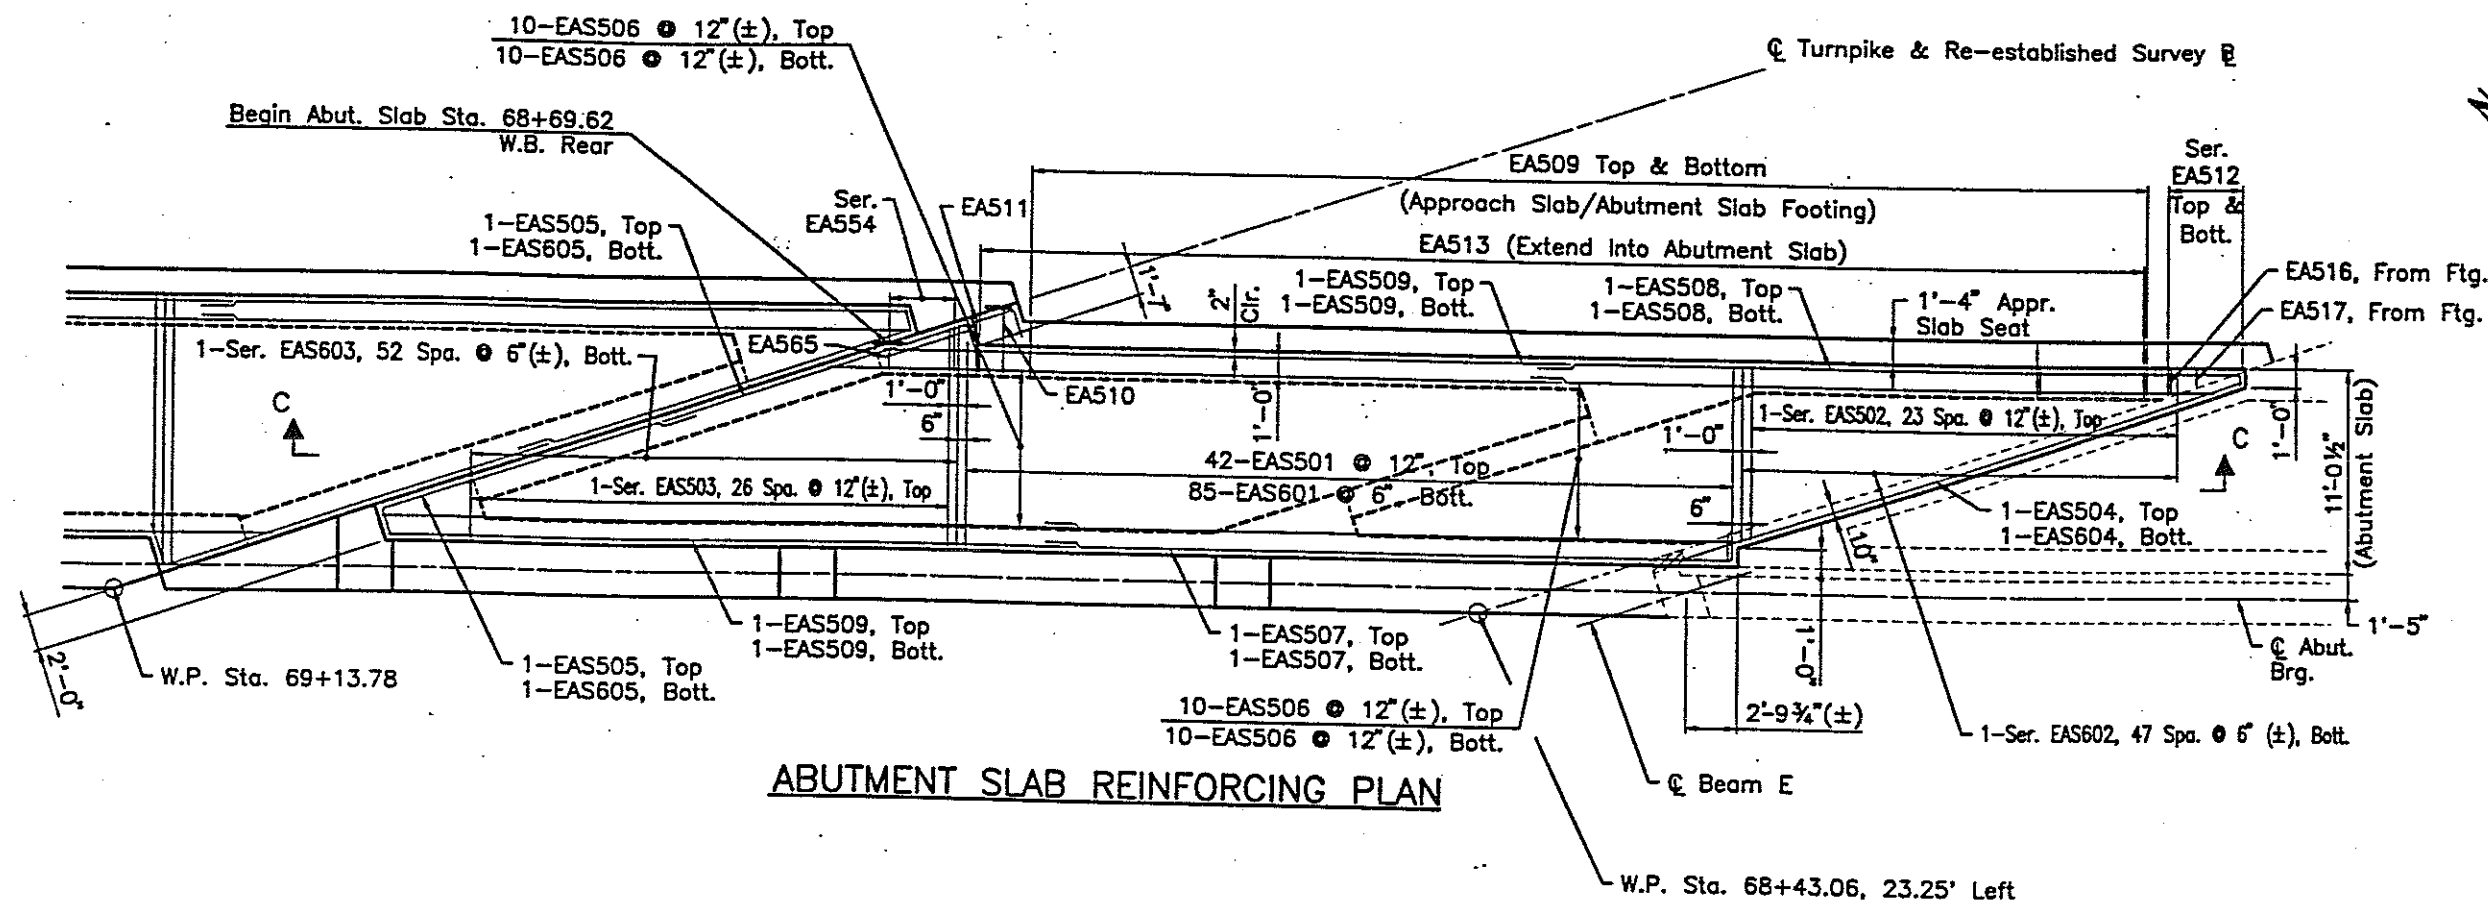 10-EAS506 @ 12"(±), Top
10-EAS506 @ 12"(±), Bott.
℄ Turnpike & Re-established Survey ⅊
Begin Abut. Slab Sta. 68+69.62
W.B. Rear
EA509 Top & Bottom
(Approach Slab/Abutment Slab Footing)
Ser.
EA512
Top &
Bott.
Ser.
EA554
EA511
1-EAS505, Top
1-EAS605, Bott.
EA513 (Extend Into Abutment Slab)
1'-1"
2"
Clr.
1-EAS509, Top
1-EAS509, Bott.
1-EAS508, Top
1-EAS508, Bott.
1'-4" Appr.
Slab Seat
EA516, From Ftg.
EA517, From Ftg.
1-Ser. EAS603, 52 Spa. @ 6"(±), Bott.
EA565
1'-0"
EA510
6"
1'-0"
C
1-Ser. EAS502, 23 Spa. @ 12"(±), Top
1'-0"
C
1'-0"
11'-0½"
(Abutment Slab)
42-EAS501 @ 12", Top
85-EAS601 @ 6" Bott.
1-Ser. EAS503, 26 Spa. @ 12"(±), Top
6"
10"
1-EAS504, Top
1-EAS604, Bott.
1'-5"
℄ Abut.
Brg.
2'-0"
W.P. Sta. 69+13.78
1-EAS505, Top
1-EAS605, Bott.
1-EAS509, Top
1-EAS509, Bott.
1-EAS507, Top
1-EAS507, Bott.
1'-0"
10-EAS506 @ 12"(±), Top
10-EAS506 @ 12"(±), Bott.
2'-9¾"(±)
1-Ser. EAS602, 47 Spa. @ 6" (±), Bott.
℄ Beam E
ABUTMENT SLAB REINFORCING PLAN
W.P. Sta. 68+43.06, 23.25' Left